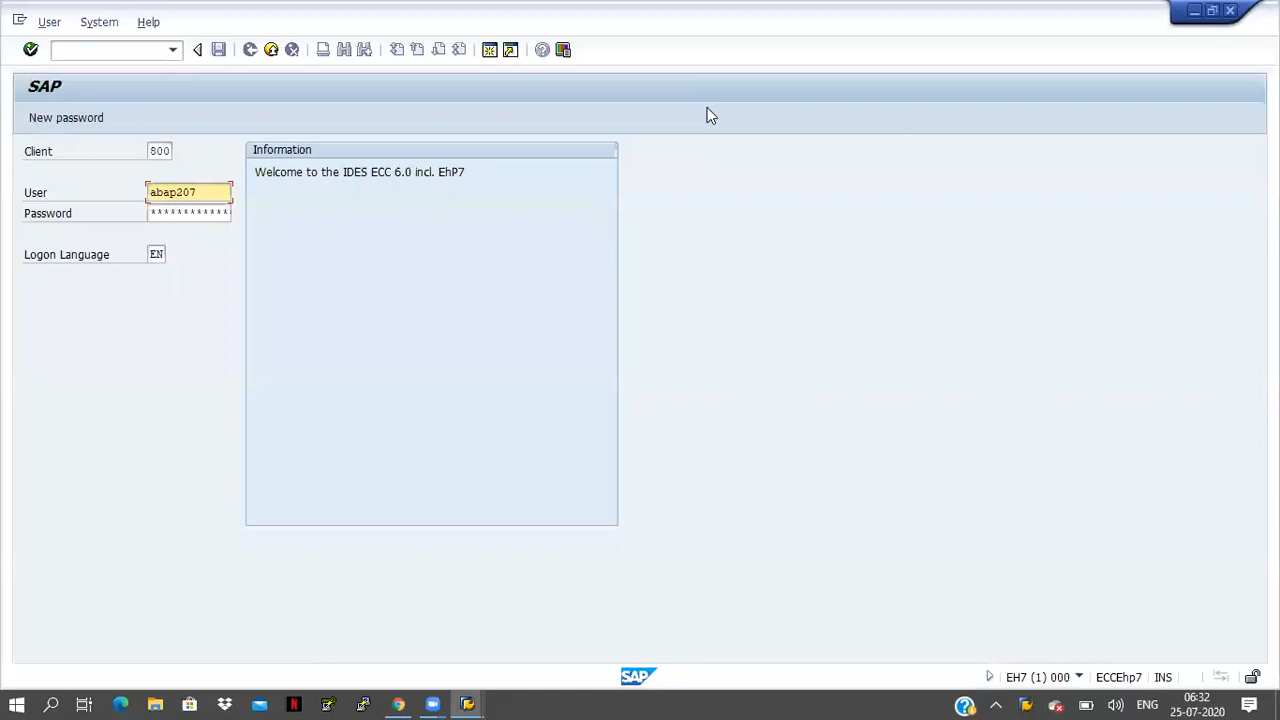 User System Help
SAP
New password
Client 800
Information
Welcome to the IDES ECC 6.0 incl. EhP7
User abap207
Password ************
Logon Language EN
SAP
EH7 (1) 000 ECCEhp7 INS
N
ENG
06:32
25-07-2020